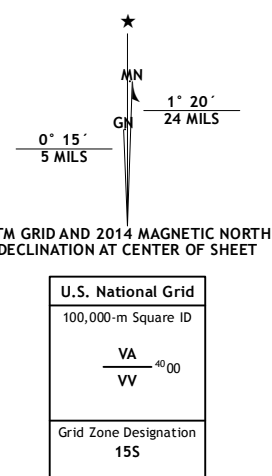 MN
1° 20´
24 MILS
GN
0° 15´
5 MILS
TM GRID AND 2014 MAGNETIC NORTH
DECLINATION AT CENTER OF SHEET
U.S. National Grid
100,000-m Square ID
VA
4000
VV
Grid Zone Designation
15S